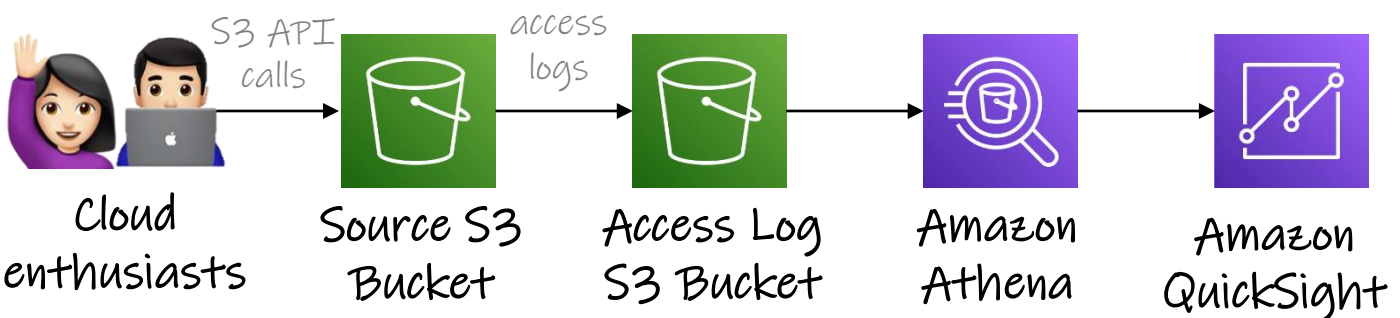 S3 API
calls
access
logs
Cloud
enthusiasts
Source S3
Bucket
Access Log
S3 Bucket
Amazon
Athena
Amazon
QuickSight